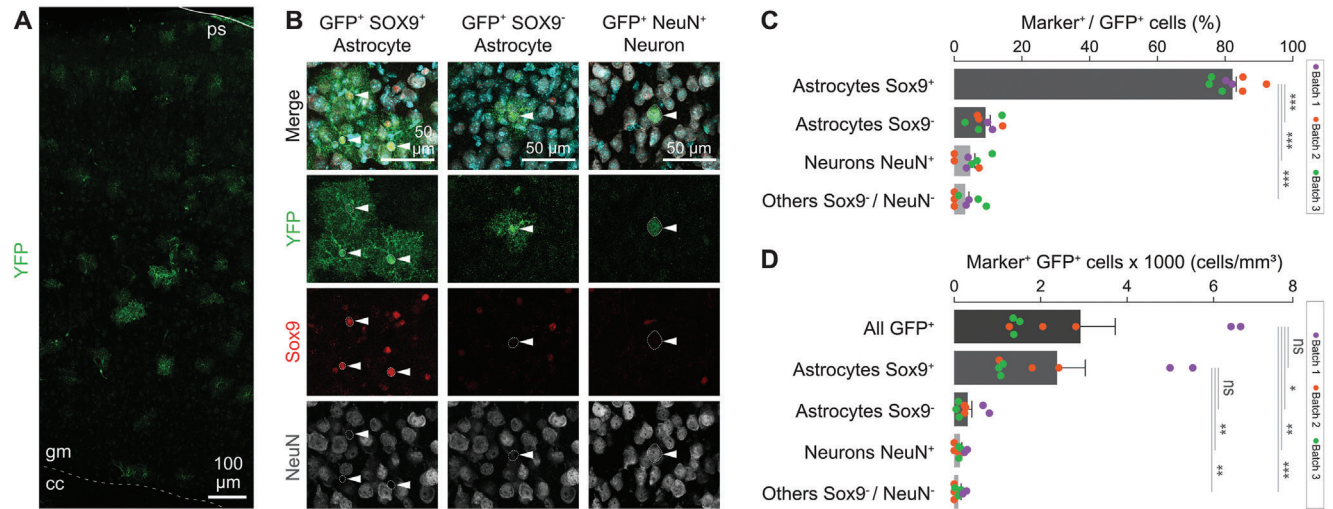 A
ps
YFP
gm
cc
100
µm
B
GFP⁺ SOX9⁺
Astrocyte
GFP⁺ SOX9⁻
Astrocyte
GFP⁺ NeuN⁺
Neuron
Merge
50
µm
50 µm
50 µm
YFP
Sox9
NeuN
C
Marker⁺ / GFP⁺ cells (%)
0 20 40 60 80 100
Astrocytes Sox9⁺
Astrocytes Sox9⁻
Neurons NeuN⁺
Others Sox9⁻ / NeuN⁻
***
***
***
Batch 1
Batch 2
Batch 3
D
Marker⁺ GFP⁺ cells x 1000 (cells/mm³)
0 2 4 6 8
All GFP⁺
Astrocytes Sox9⁺
Astrocytes Sox9⁻
Neurons NeuN⁺
Others Sox9⁻ / NeuN⁻
ns
**
**
ns
*
**
***
Batch 1
Batch 2
Batch 3